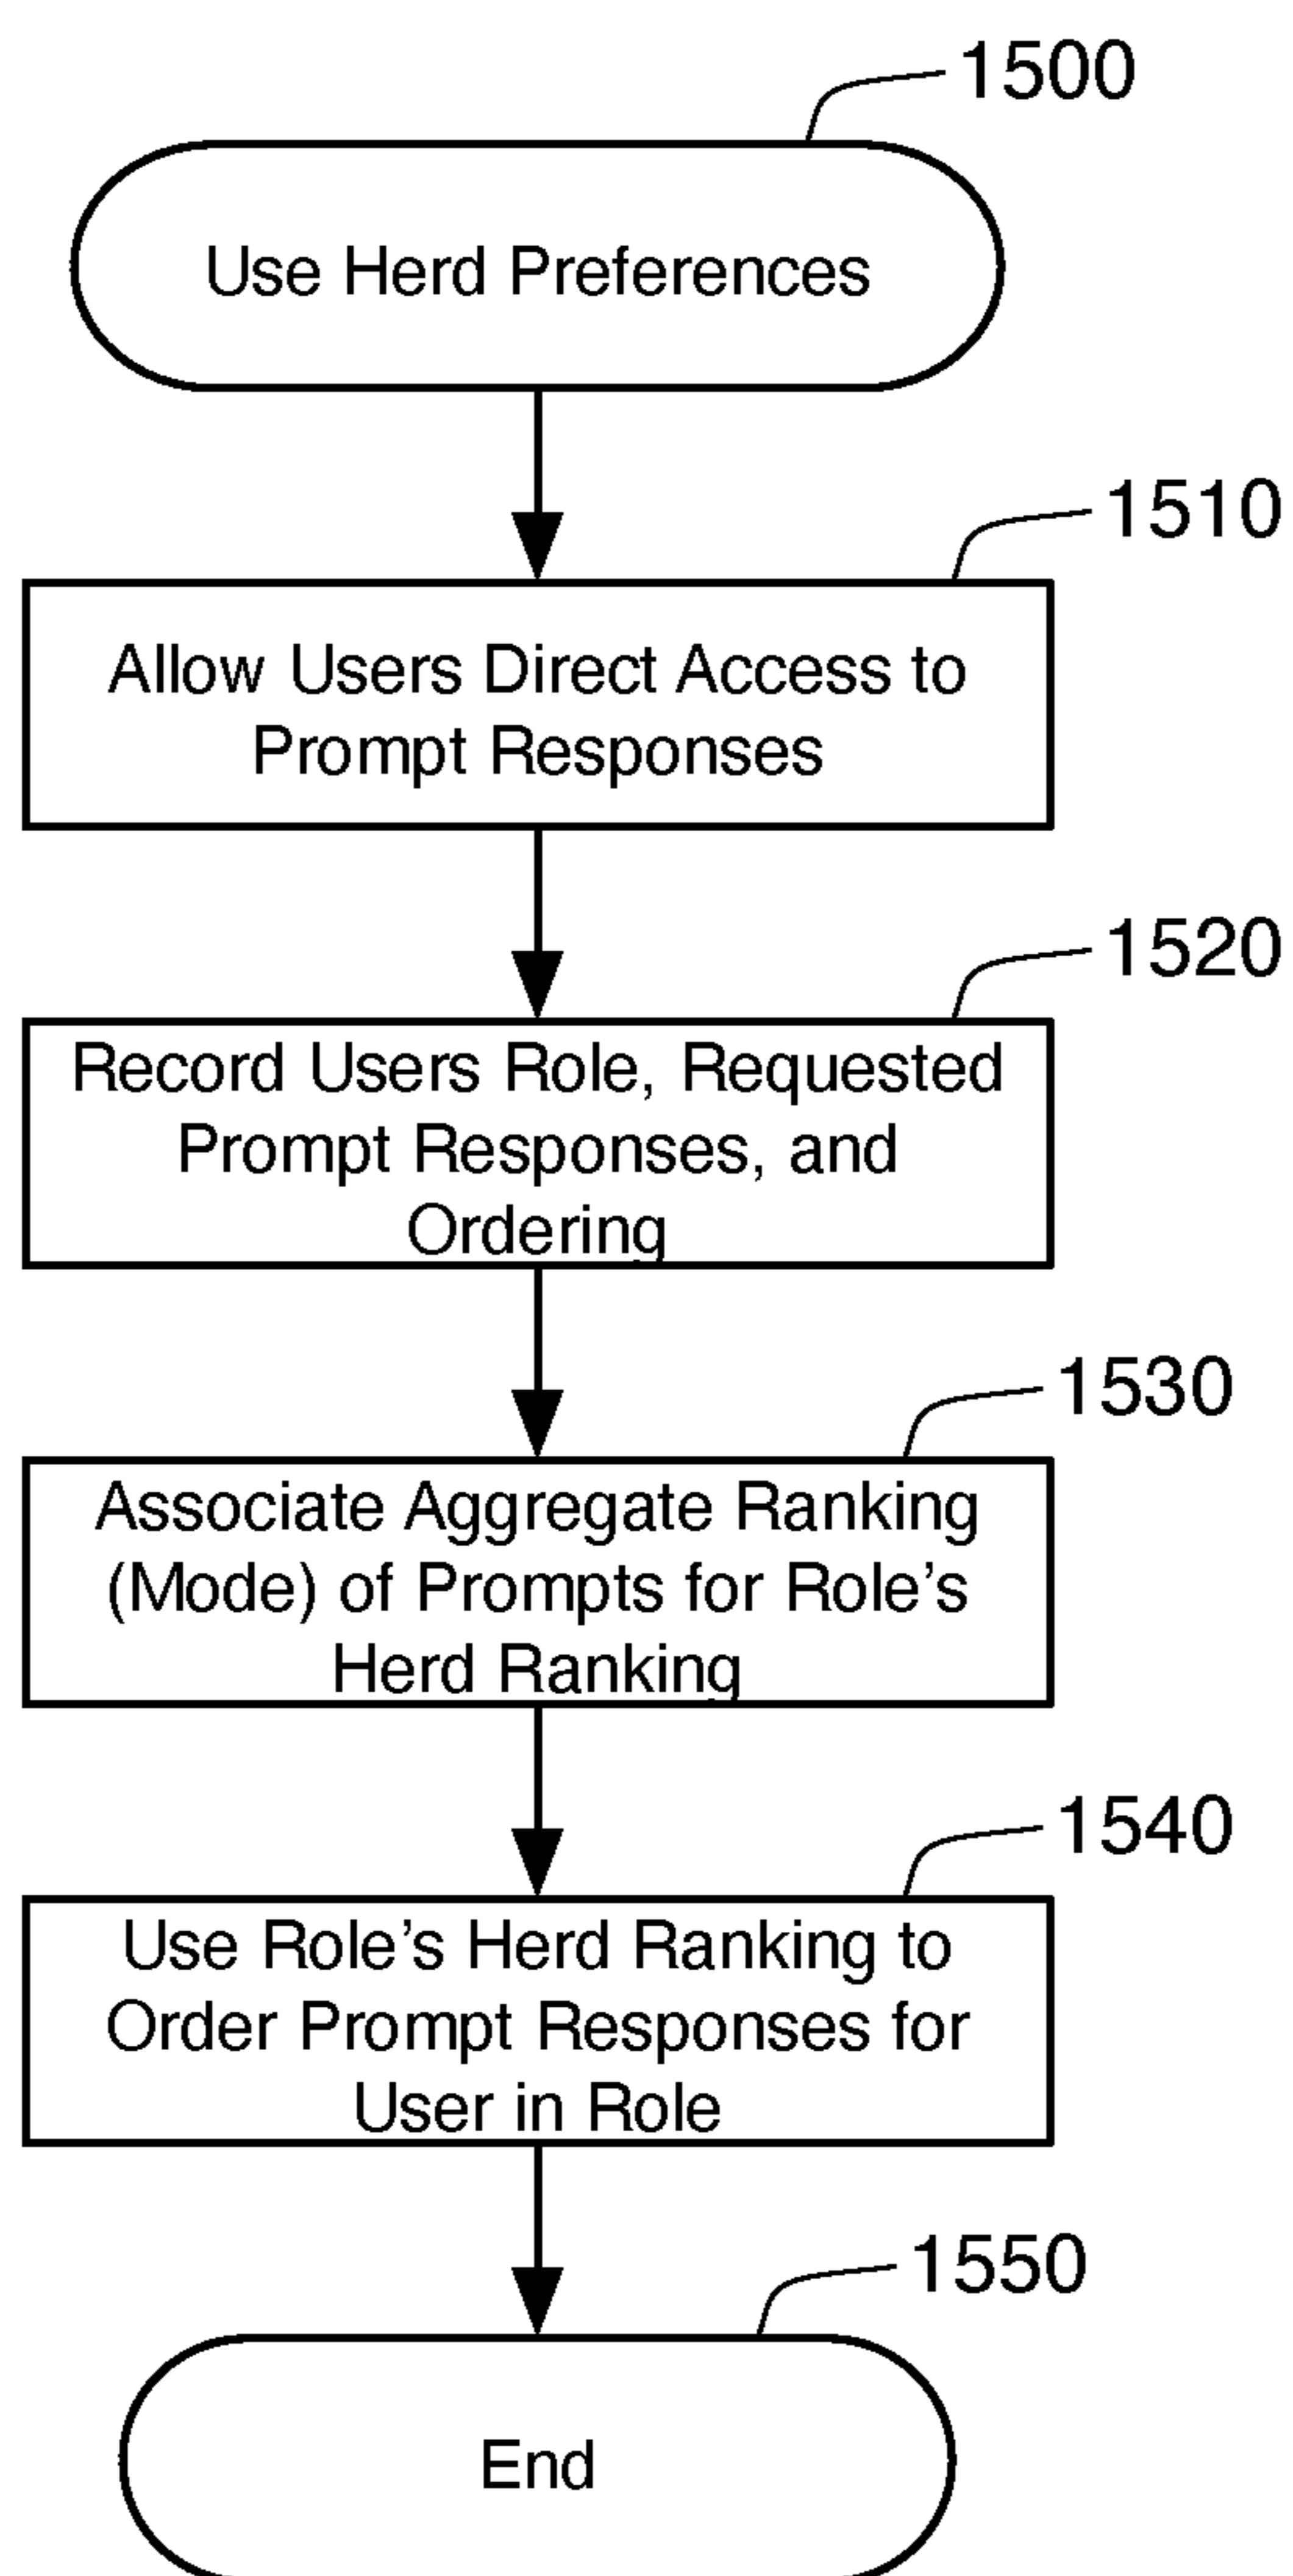 1500
Use Herd Preferences
1510
Allow Users Direct Access to
Prompt Responses
1520
Record Users Role, Requested
Prompt Responses, and
Ordering
1530
Associate Aggregate Ranking
(Mode) of Prompts for Role's
Herd Ranking
1540
Use Role's Herd Ranking to
Order Prompt Responses for
User in Role
1550
End